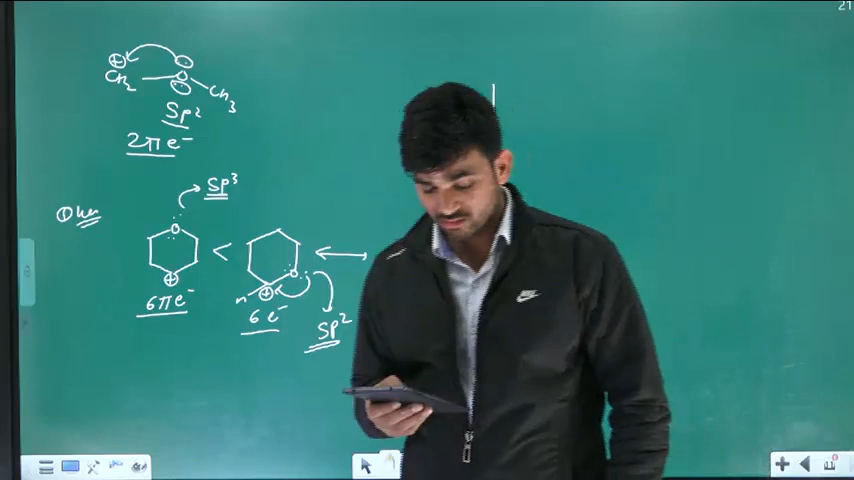 21
⊕
CH₂ — O — CH₃
Sp²
2πe⁻
Sp³
O
<
O
⊕
6πe⁻
H
⊕
6e⁻
Sp²